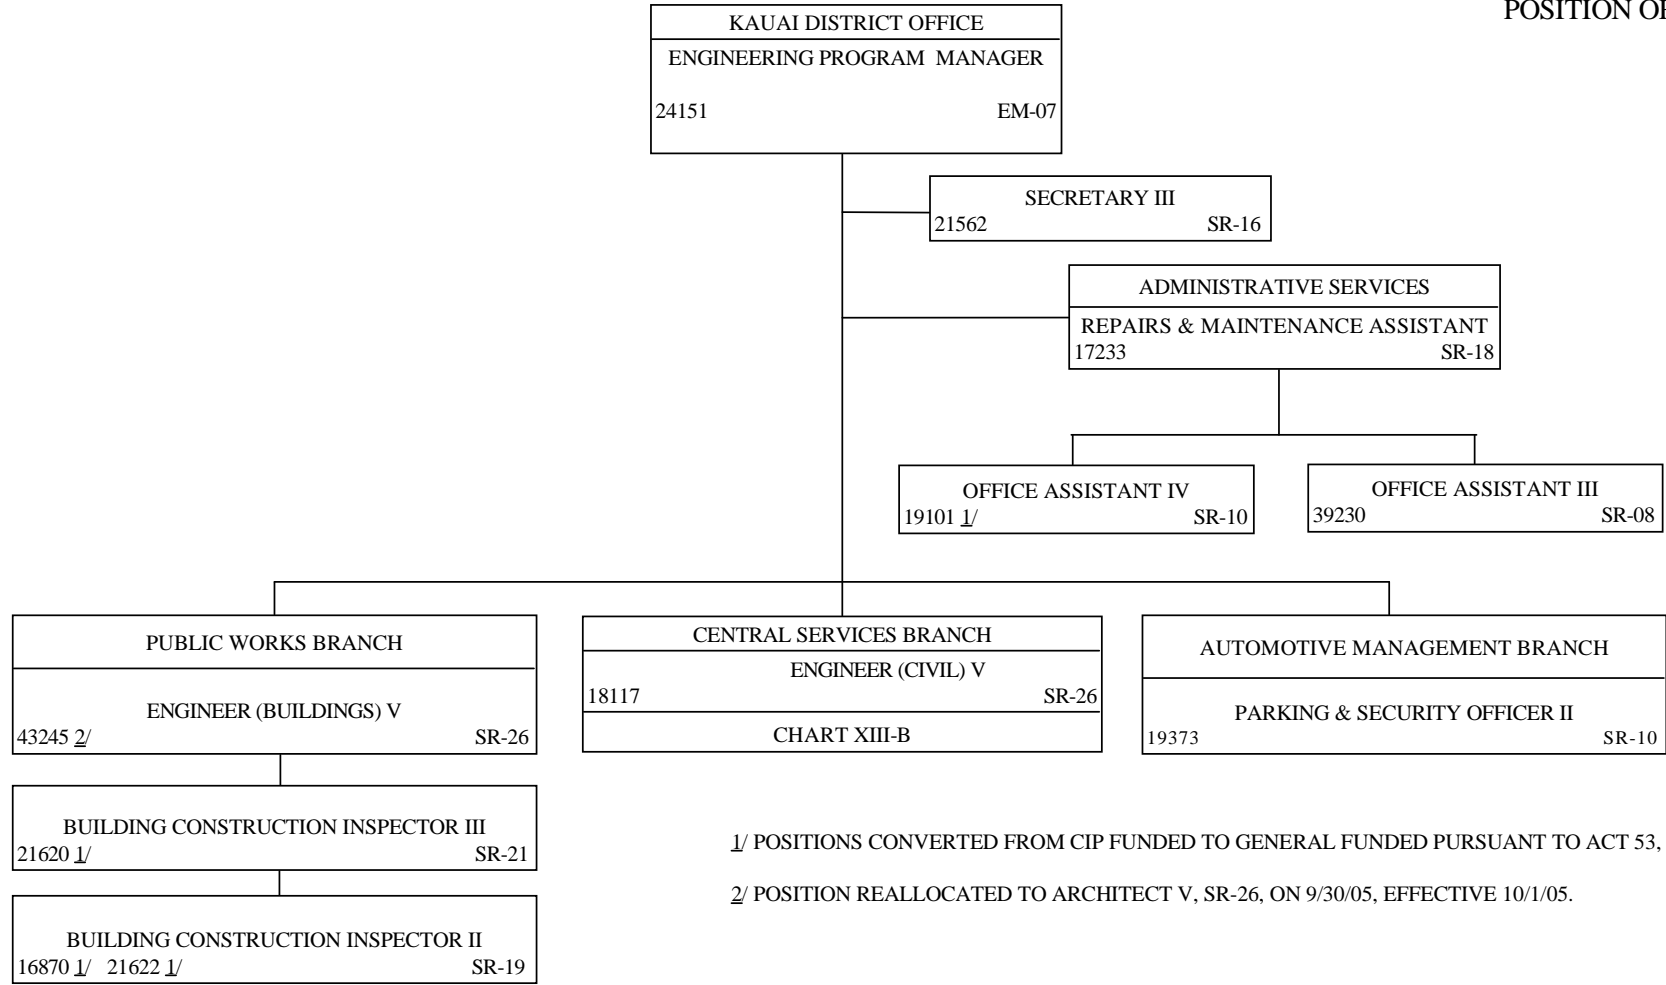 POSITION
KAUAI DISTRICT OFFICE
ENGINEERING PROGRAM MANAGER
24151 EM-07
SECRETARY III
21562 SR-16
ADMINISTRATIVE SERVICES
REPAIRS & MAINTENANCE ASSISTANT
17233 SR-18
OFFICE ASSISTANT IV
19101 1/ SR-10
OFFICE ASSISTANT III
39230 SR-08
PUBLIC WORKS BRANCH
ENGINEER (BUILDINGS) V
43245 2/ SR-26
CENTRAL SERVICES BRANCH
ENGINEER (CIVIL) V
18117 SR-26
CHART XIII-B
AUTOMOTIVE MANAGEMENT BRANCH
PARKING & SECURITY OFFICER II
19373 SR-10
BUILDING CONSTRUCTION INSPECTOR III
21620 1/ SR-21
BUILDING CONSTRUCTION INSPECTOR II
16870 1/ 21622 1/ SR-19
1/ POSITIONS CONVERTED FROM CIP FUNDED TO GENERAL FUNDED PURSUANT TO ACT 53,
2/ POSITION REALLOCATED TO ARCHITECT V, SR-26, ON 9/30/05, EFFECTIVE 10/1/05.